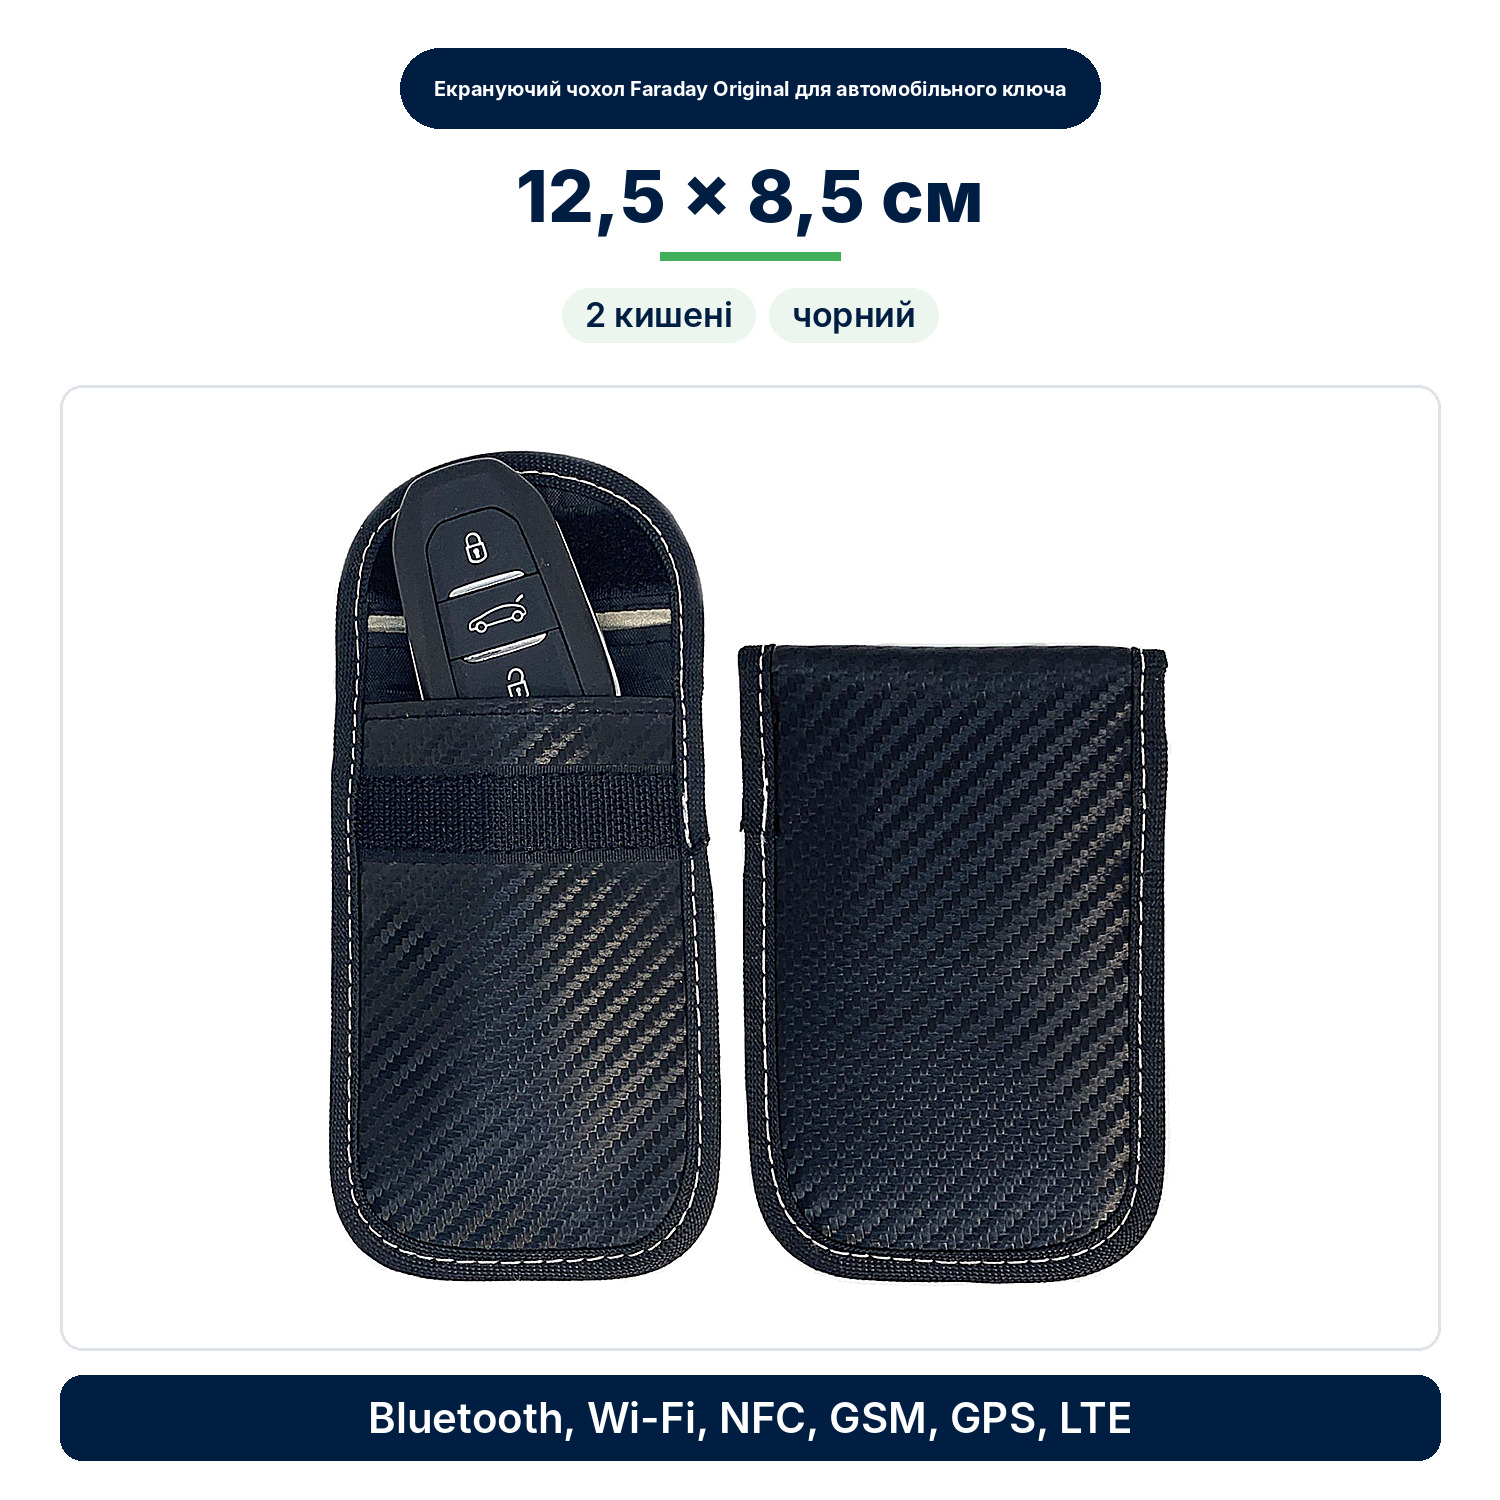 Екрануючий чохол Faraday Original для автомобільного ключа
12,5 × 8,5 см
2 кишені
чорний
Bluetooth, Wi-Fi, NFC, GSM, GPS, LTE